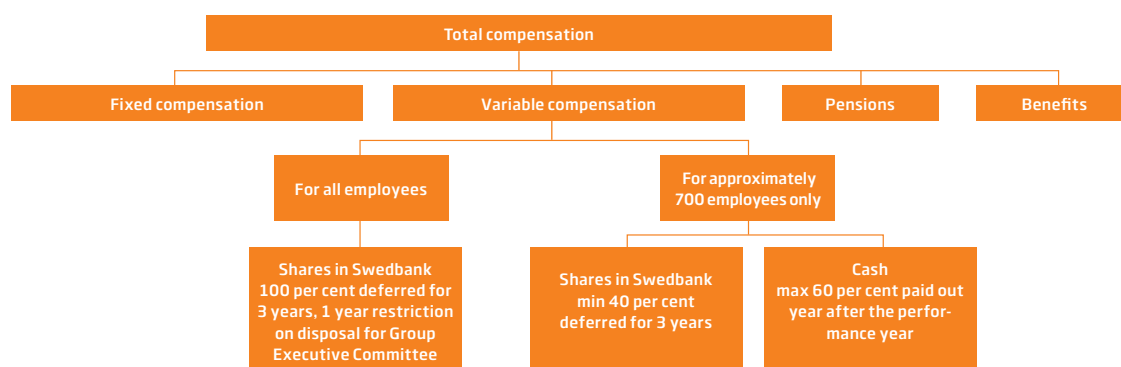 Total compensation
Fixed compensation
Variable compensation
Pensions
Benefits
For all employees
For approximately
700 employees only
Shares in Swedbank
100 per cent deferred for
3 years, 1 year restriction
on disposal for Group
Executive Committee
Shares in Swedbank
min 40 per cent
deferred for 3 years
Cash
max 60 per cent paid out
year after the perfor-
mance year